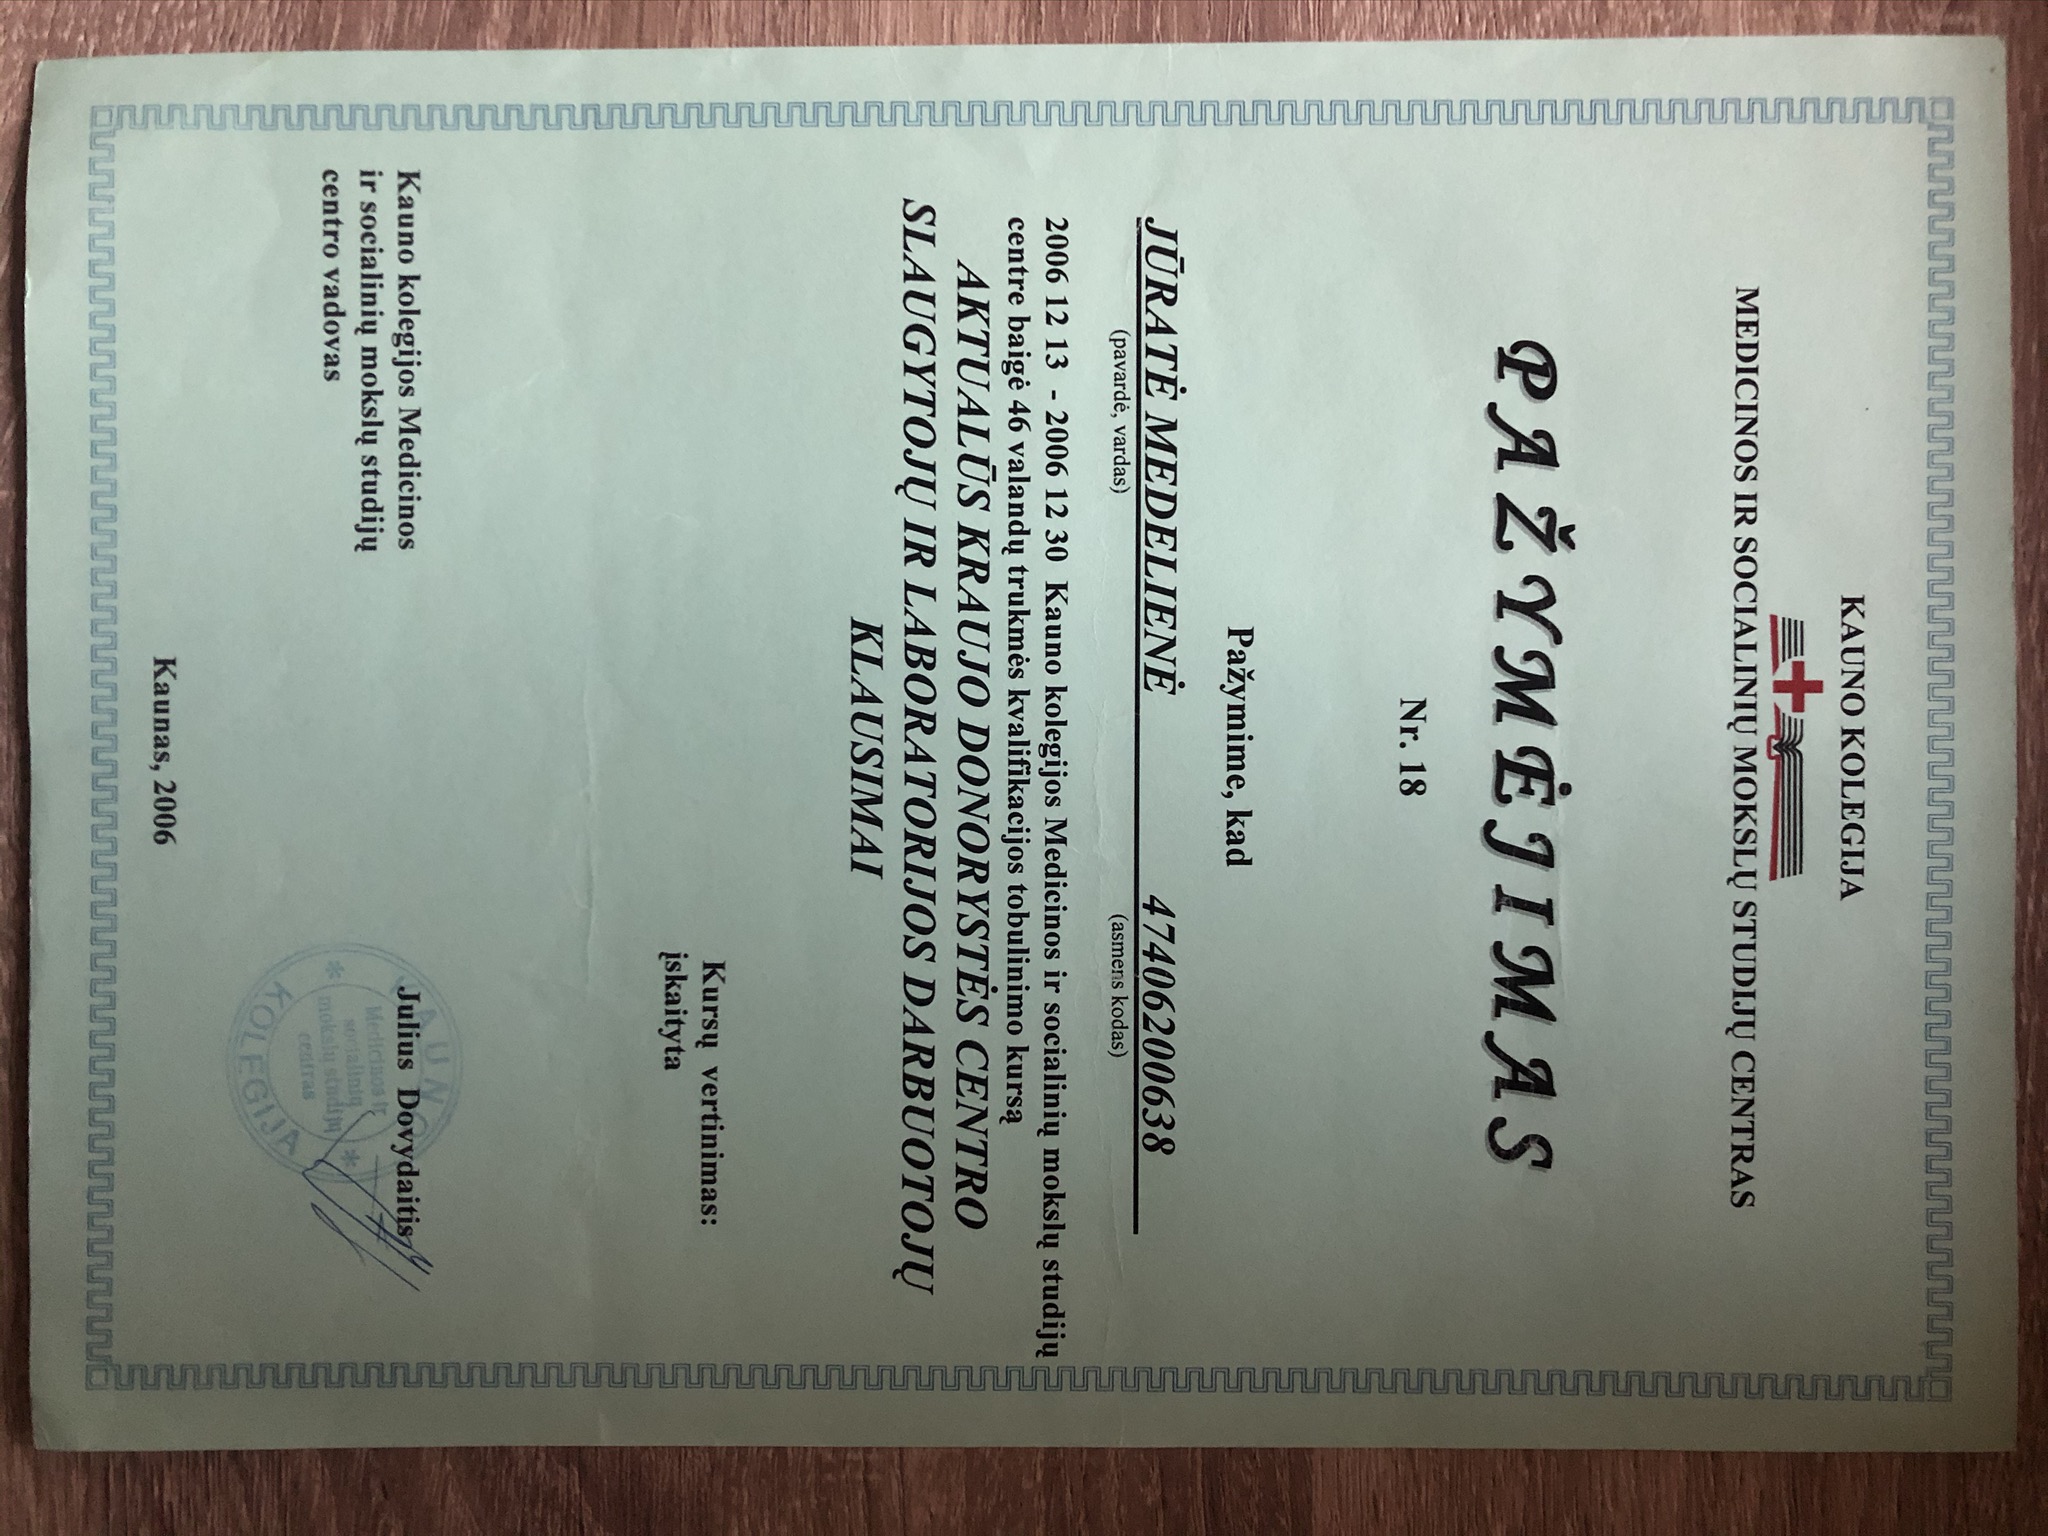 KAUNO KOLEGIJA
MEDICINOS IR SOCIALINIŲ MOKSLŲ STUDIJŲ CENTRAS
PAŽYMĖJIMAS
Nr. 18
Pažymime, kad
JŪRATĖ MEDELIENĖ 47406200638
(pavardė, vardas) (asmens kodas)
2006 12 13 - 2006 12 30 Kauno kolegijos Medicinos ir socialinių mokslų studijų
centre baigė 46 valandų trukmės kvalifikacijos tobulinimo kursą
AKTUALŪS KRAUJO DONORYSTĖS CENTRO
SLAUGYTOJŲ IR LABORATORIJOS DARBUOTOJŲ
KLAUSIMAI
Kursų vertinimas:
įskaityta
Kauno kolegijos Medicinos
ir socialinių mokslų studijų
centro vadovas
Julius Dovydaitis
KAUNO
Medicinos ir
socialinių
mokslų studijų
centras
KOLEGIJA
Kaunas, 2006